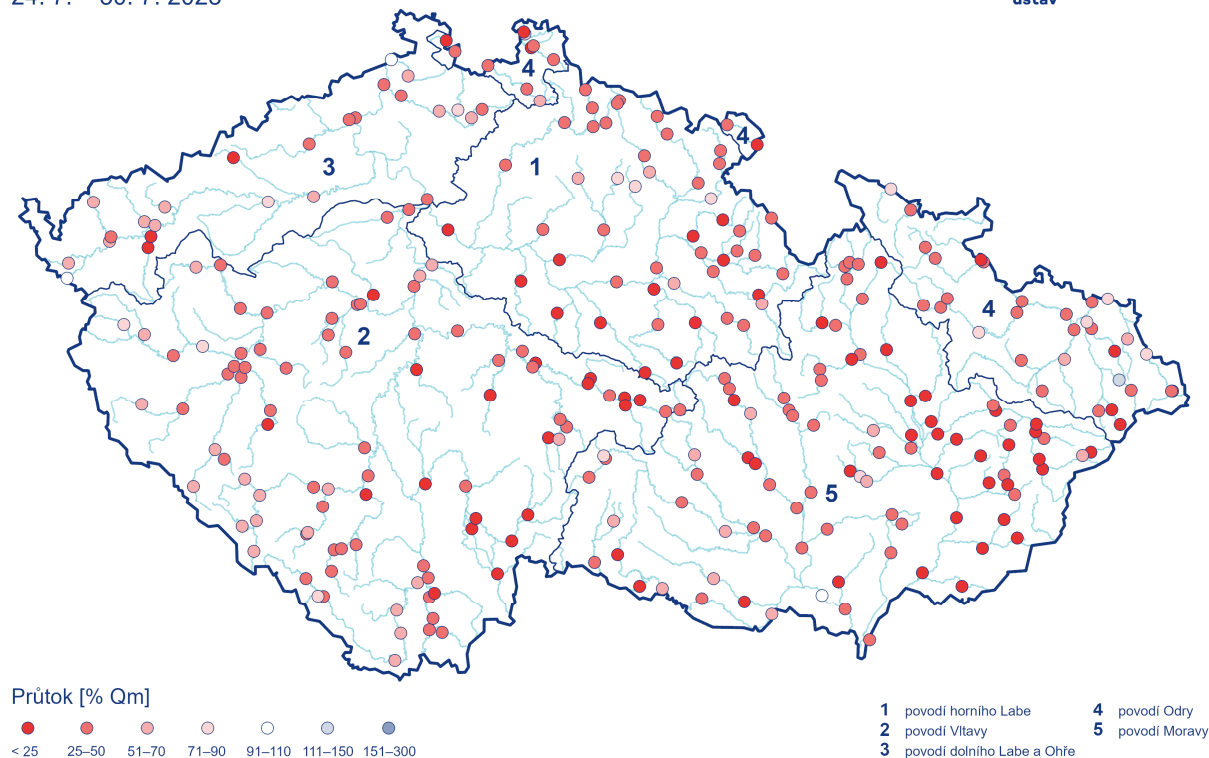 ústav
4
4
3
1
4
2
5
Průtok [% Qm]
< 25 25–50 51–70 71–90 91–110 111–150 151–300
1 povodí horního Labe
2 povodí Vltavy
3 povodí dolního Labe a Ohře
4 povodí Odry
5 povodí Moravy